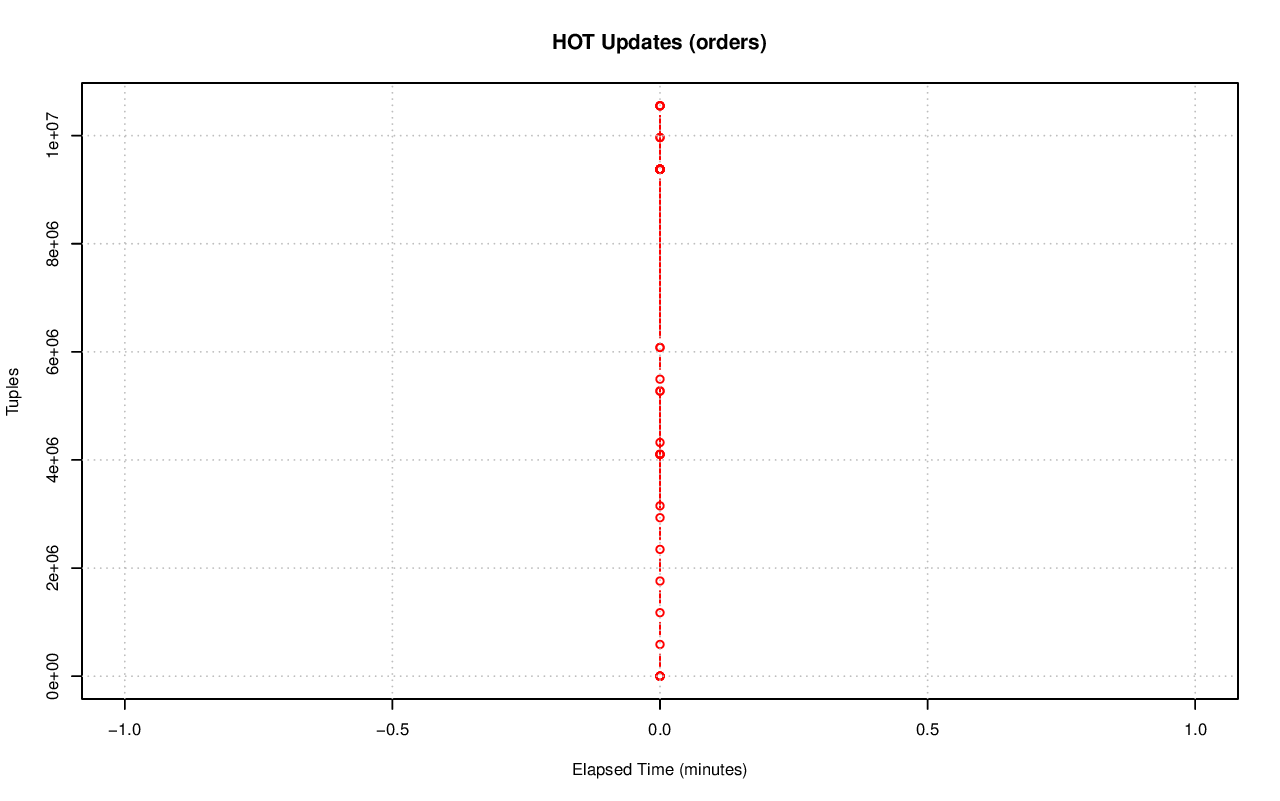 HOT Updates (orders)
Tuples
1e+07
8e+06
6e+06
4e+06
2e+06
0e+00
−1.0
−0.5
0.0
0.5
1.0
Elapsed Time (minutes)